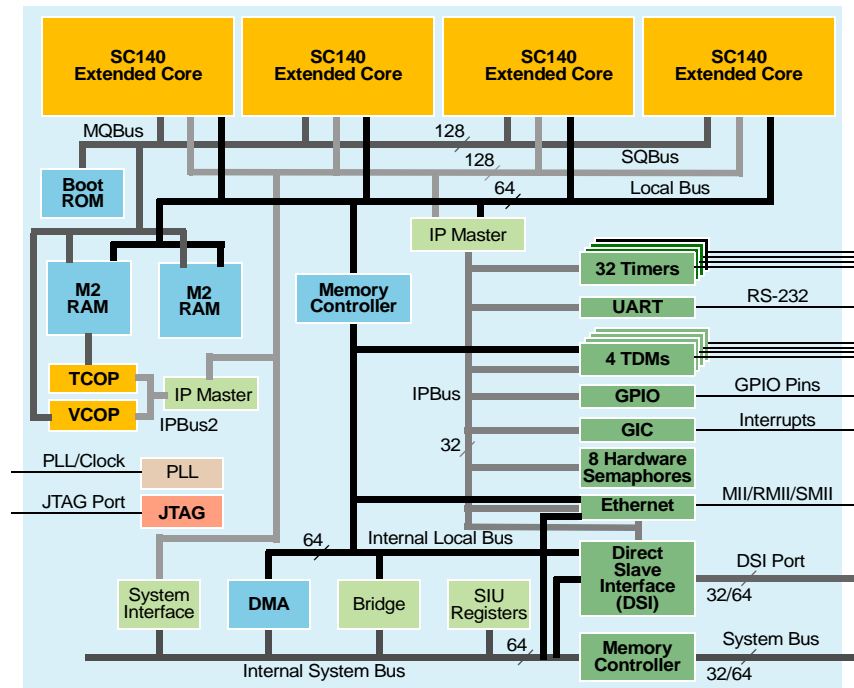 SC140
Extended Core
SC140
Extended Core
SC140
Extended Core
SC140
Extended Core
MQBus
128
128
SQBus
Boot
ROM
64
Local Bus
IP Master
M2
RAM
M2
RAM
Memory
Controller
32 Timers
UART
RS-232
4 TDMs
TCOP
VCOP
IP Master
IPBus2
IPBus
GPIO
GPIO Pins
GIC
Interrupts
32
8 Hardware
Semaphores
PLL/Clock
PLL
JTAG Port
JTAG
Ethernet
MII/RMII/SMII
64
Internal Local Bus
Direct
Slave
Interface
(DSI)
DSI Port
32/64
System
Interface
DMA
Bridge
SIU
Registers
64
Internal System Bus
Memory
Controller
System Bus
32/64